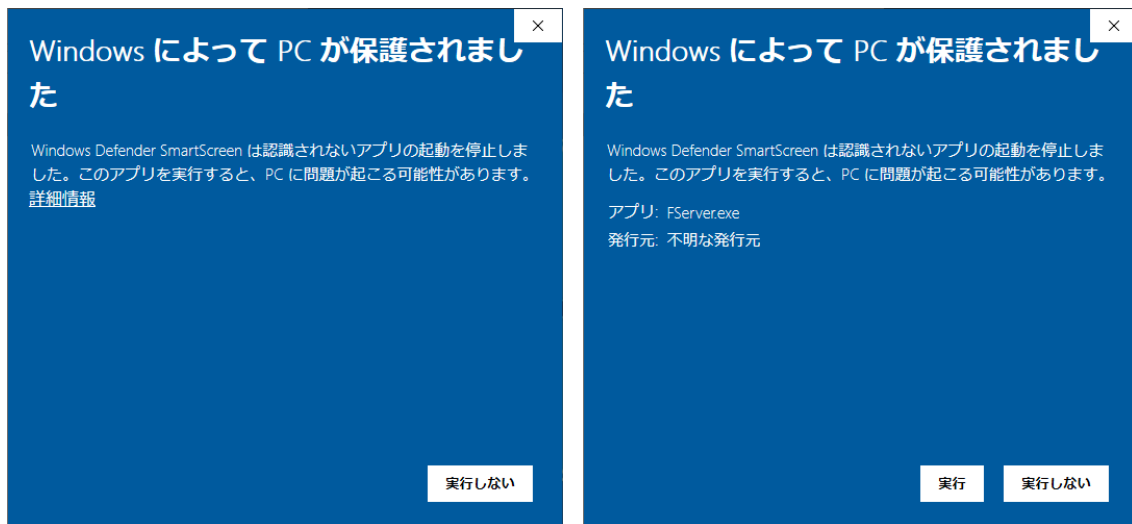 Windows によって PC が保護されまし
た
Windows Defender SmartScreen は認識されないアプリの起動を停止しま
した。このアプリを実行すると、PC に問題が起こる可能性があります。
詳細情報
実行しない
Windows によって PC が保護されまし
た
Windows Defender SmartScreen は認識されないアプリの起動を停止しま
した。このアプリを実行すると、PC に問題が起こる可能性があります。
アプリ: FServer.exe
発行元: 不明な発行元
実行
実行しない